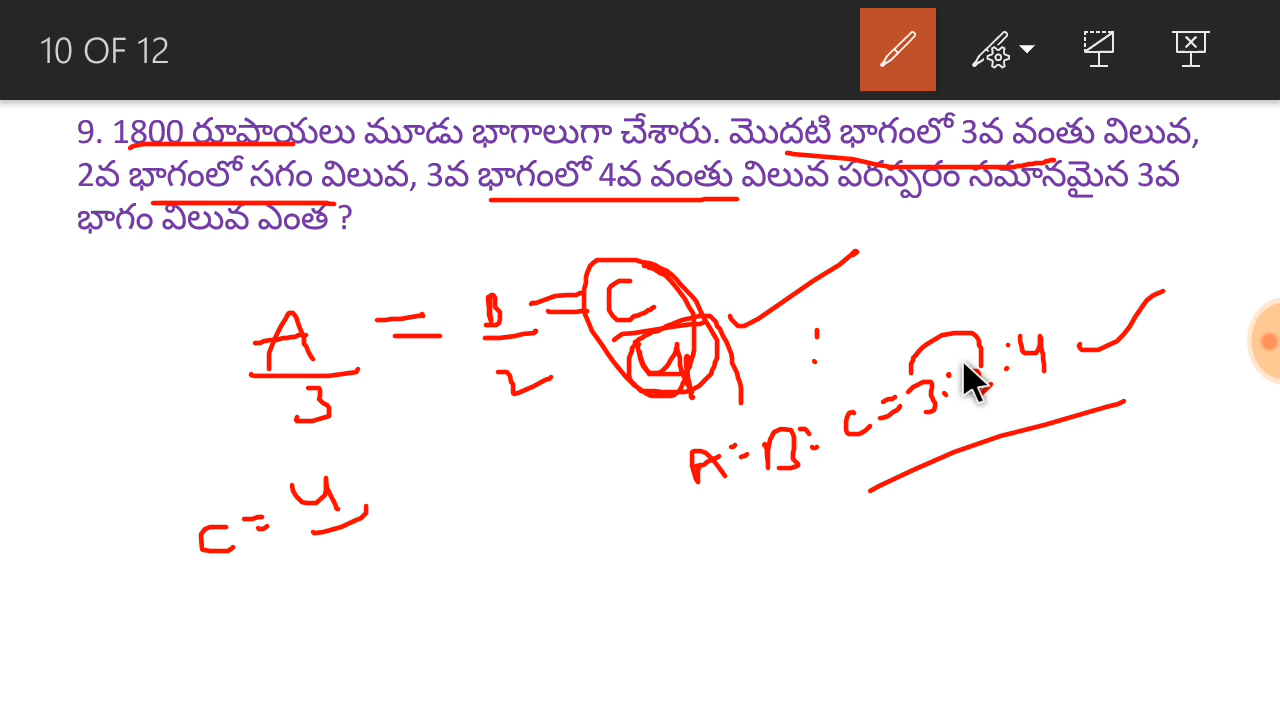 10 OF 12
9. 1800 రూపాయలు మూడు భాగాలుగా చేశారు. మొదటి భాగంలో 3వ వంతు విలువ,
2వ భాగంలో సగం విలువ, 3వ భాగంలో 4వ వంతు విలువ పరస్పరం సమానమైన 3వ
భాగం విలువ ఎంత ?
A/3 = B/2 = C/4
A : B : C = 3 : 2 : 4
C = 4